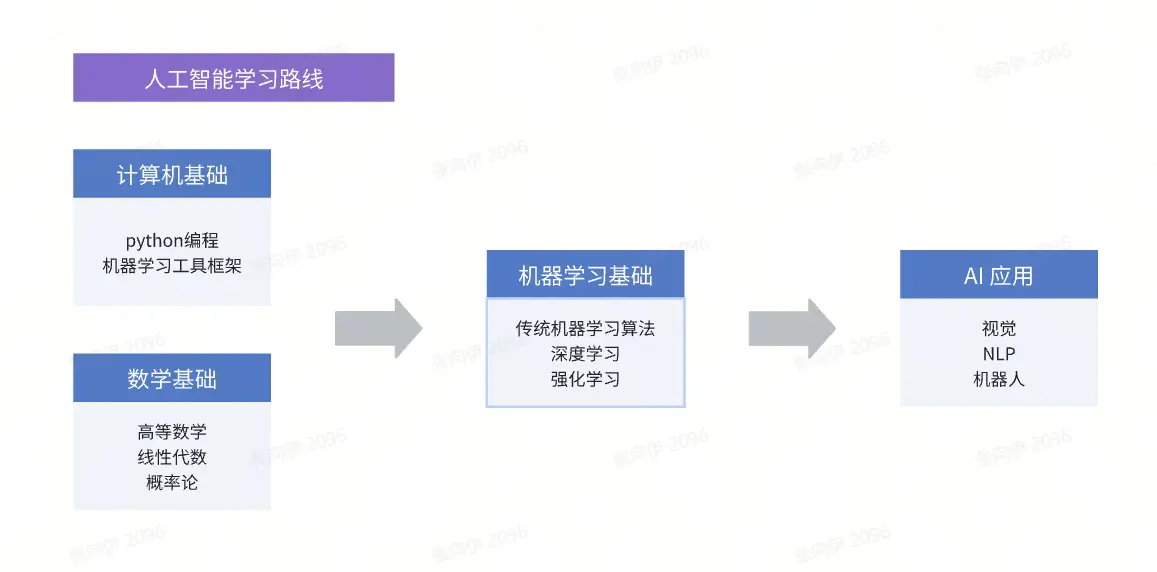 人工智能学习路线
计算机基础
python编程
机器学习工具框架
数学基础
高等数学
线性代数
概率论
机器学习基础
传统机器学习算法
深度学习
强化学习
AI 应用
视觉
NLP
机器人